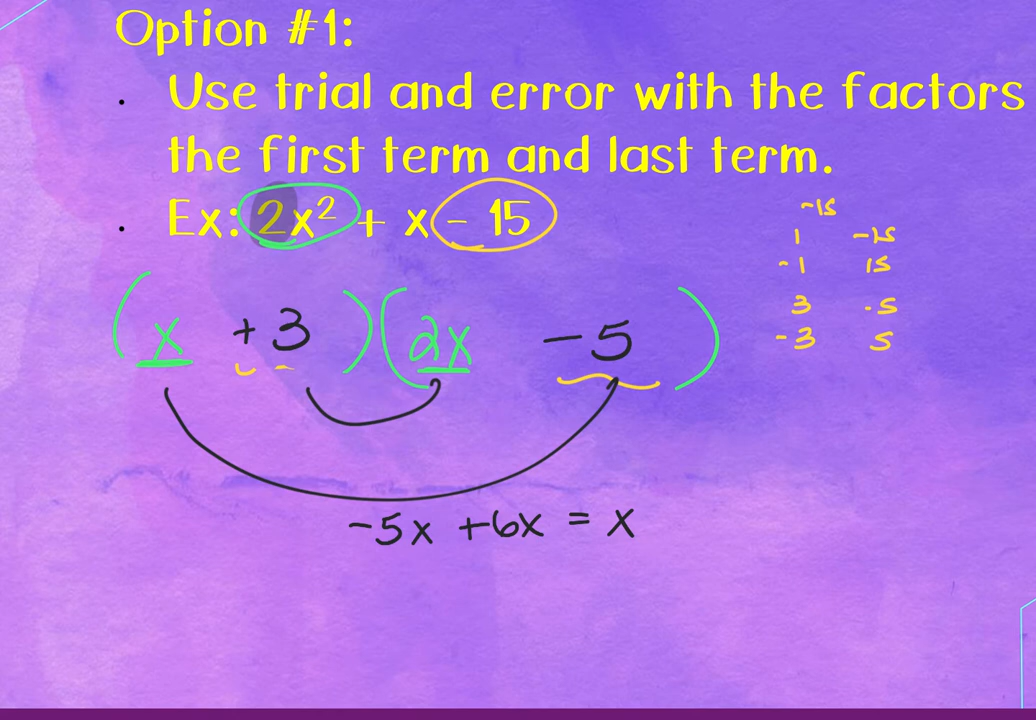 Option #1:
. Use trial and error with the factors
the first term and last term.
. Ex: 2x² + x - 15
-15
1 -15
-1 15
3 -5
-3 5
(x +3)(2x -5)
-5x +6x = x